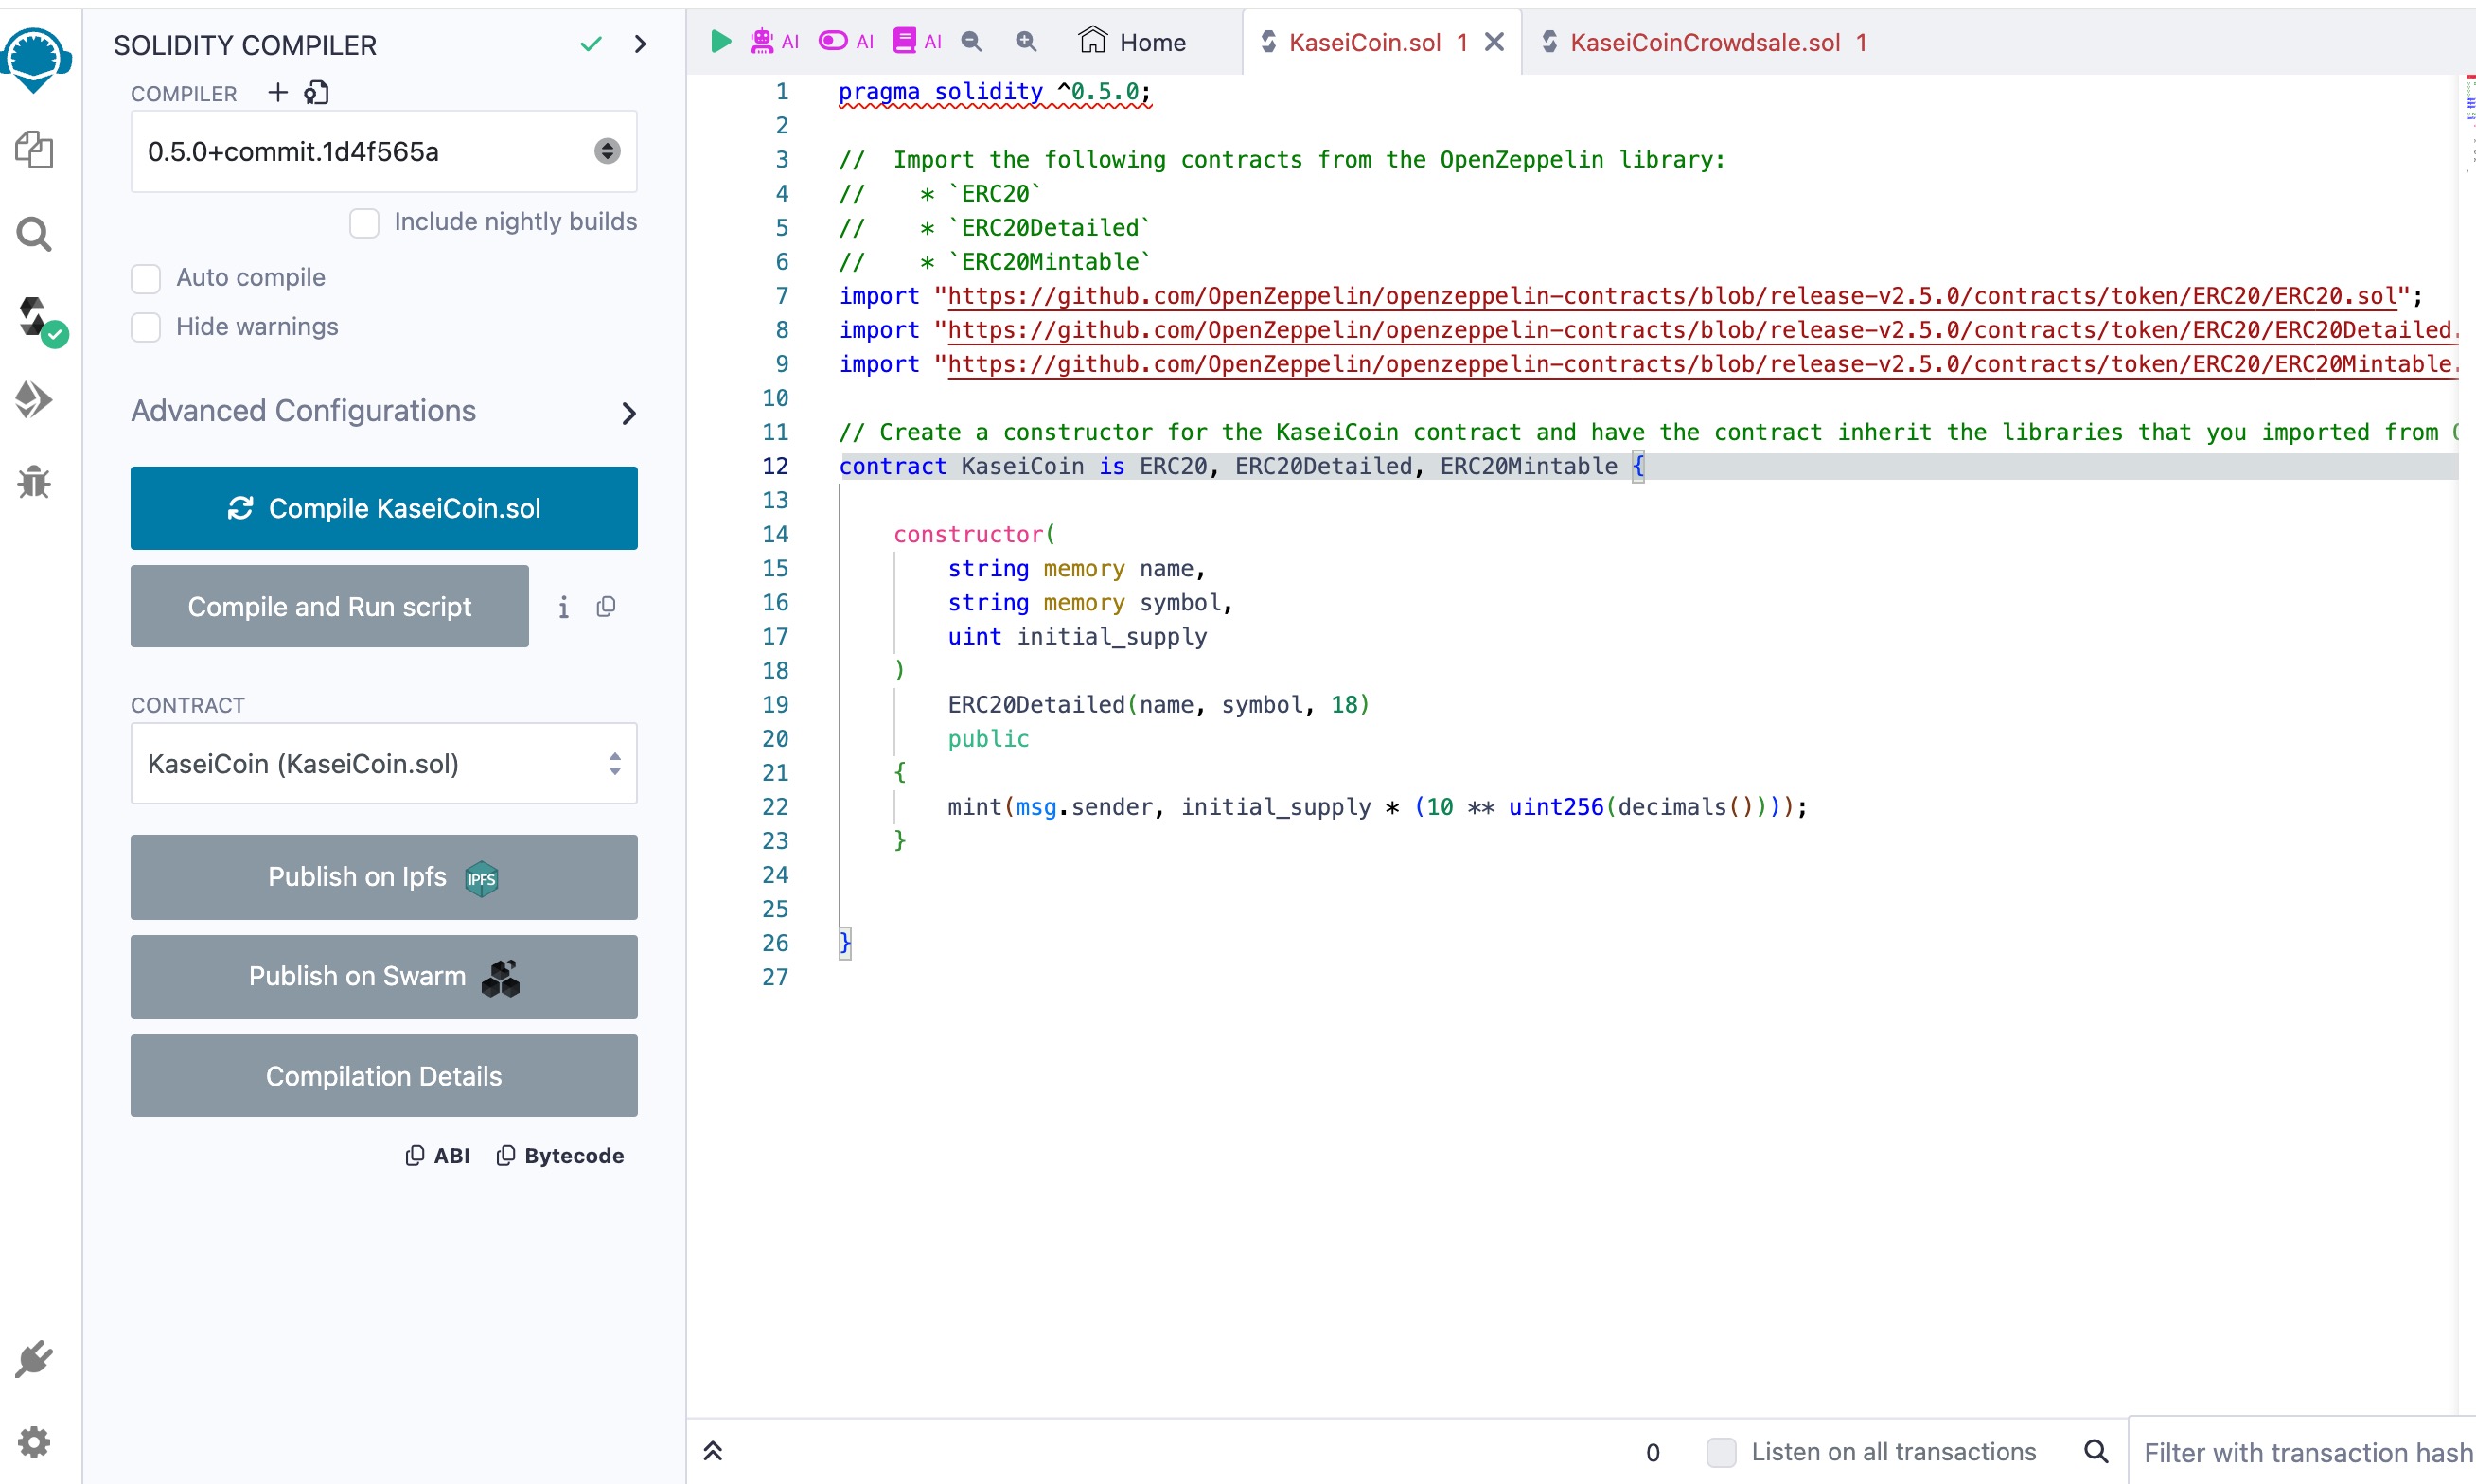 SOLIDITY COMPILER
COMPILER
0.5.0+commit.1d4f565a
Include nightly builds
Auto compile
Hide warnings
Advanced Configurations
Compile KaseiCoin.sol
Compile and Run script
i
CONTRACT
KaseiCoin (KaseiCoin.sol)
Publish on Ipfs IPFS
Publish on Swarm
Compilation Details
ABI Bytecode
AI AI AI Home KaseiCoin.sol 1 KaseiCoinCrowdsale.sol 1
1 pragma solidity ^0.5.0;
2
3 //  Import the following contracts from the OpenZeppelin library:
4 //    * `ERC20`
5 //    * `ERC20Detailed`
6 //    * `ERC20Mintable`
7 import "https://github.com/OpenZeppelin/openzeppelin-contracts/blob/release-v2.5.0/contracts/token/ERC20/ERC20.sol";
8 import "https://github.com/OpenZeppelin/openzeppelin-contracts/blob/release-v2.5.0/contracts/token/ERC20/ERC20Detailed.
9 import "https://github.com/OpenZeppelin/openzeppelin-contracts/blob/release-v2.5.0/contracts/token/ERC20/ERC20Mintable.
10
11 // Create a constructor for the KaseiCoin contract and have the contract inherit the libraries that you imported from
12 contract KaseiCoin is ERC20, ERC20Detailed, ERC20Mintable {
13
14     constructor(
15         string memory name,
16         string memory symbol,
17         uint initial_supply
18     )
19         ERC20Detailed(name, symbol, 18)
20         public
21     {
22         mint(msg.sender, initial_supply * (10 ** uint256(decimals())));
23     }
24
25
26 }
27
0 Listen on all transactions Filter with transaction hash